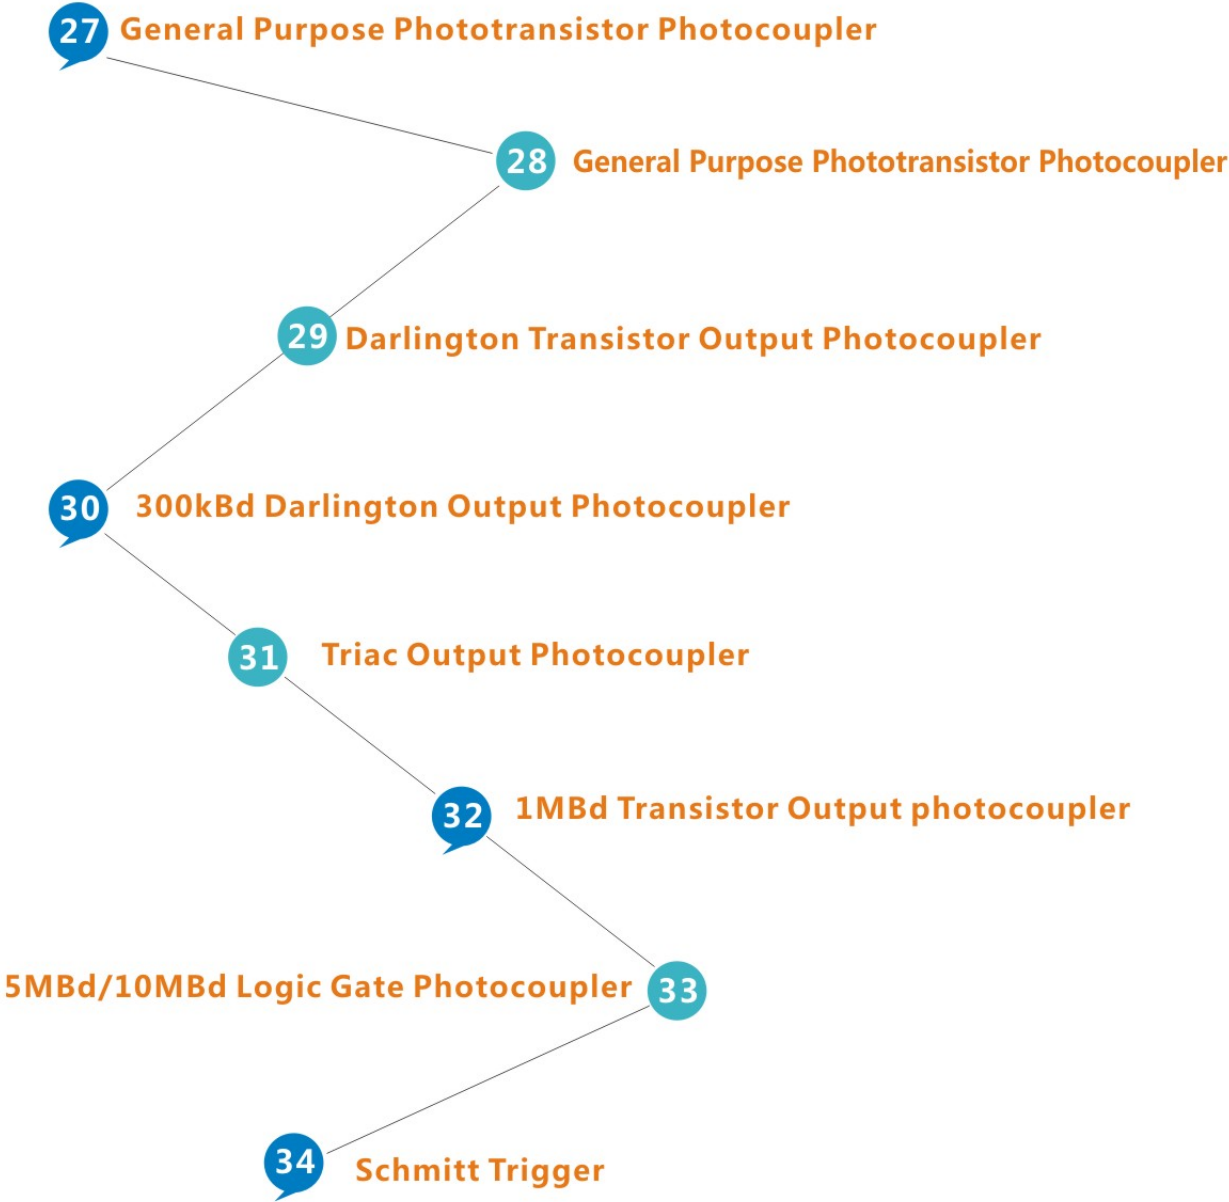 27 General Purpose Phototransistor Photocoupler
28 General Purpose Phototransistor Photocoupler
29 Darlington Transistor Output Photocoupler
30 300kBd Darlington Output Photocoupler
31 Triac Output Photocoupler
32 1MBd Transistor Output photocoupler
5MBd/10MBd Logic Gate Photocoupler 33
34 Schmitt Trigger